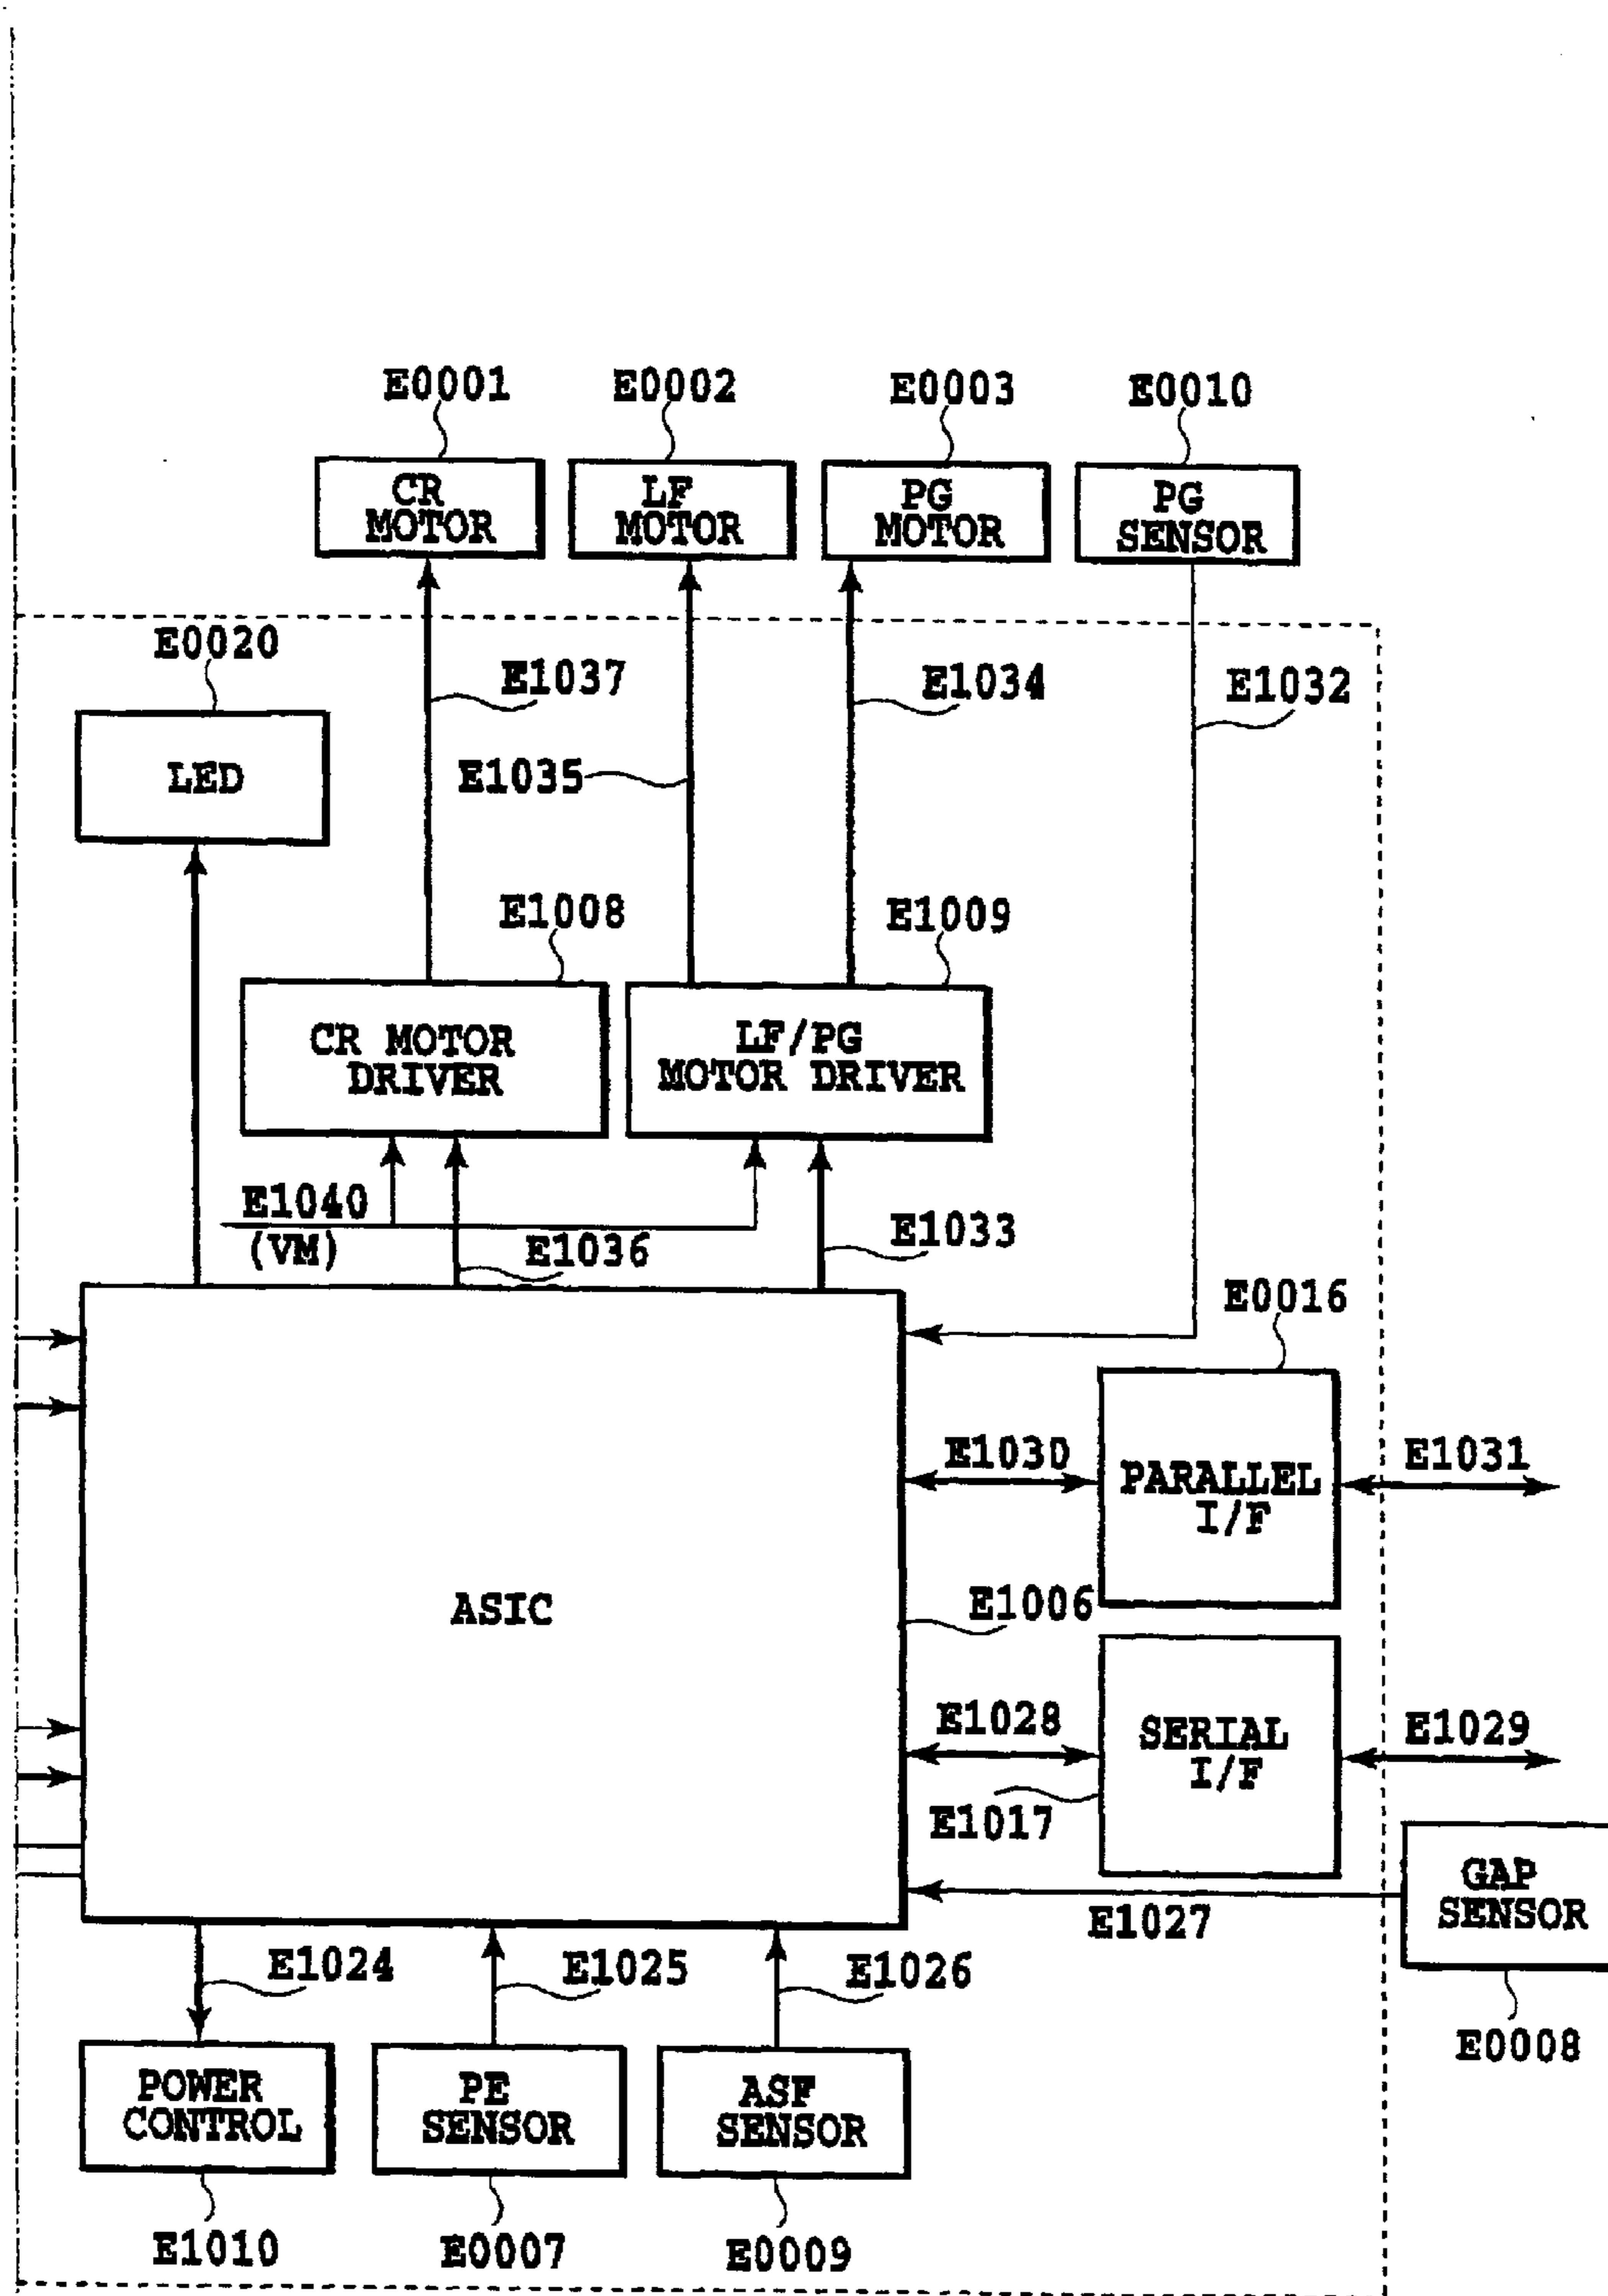 E0001
E0002
E0003
E0010
CR
MOTOR
LF
MOTOR
PG
MOTOR
PG
SENSOR
E0020
E1037
E1034
E1032
LED
E1035
E1008
E1009
CR MOTOR
DRIVER
LF/PG
MOTOR DRIVER
E1040
(VM)
E1036
E1033
E0016
E1030
PARALLEL
I/F
E1031
ASIC
E1006
E1028
SERIAL
I/F
E1029
E1017
GAP
SENSOR
E1027
E1024
E1025
E1026
E0008
POWER
CONTROL
PE
SENSOR
ASF
SENSOR
E1010
E0007
E0009